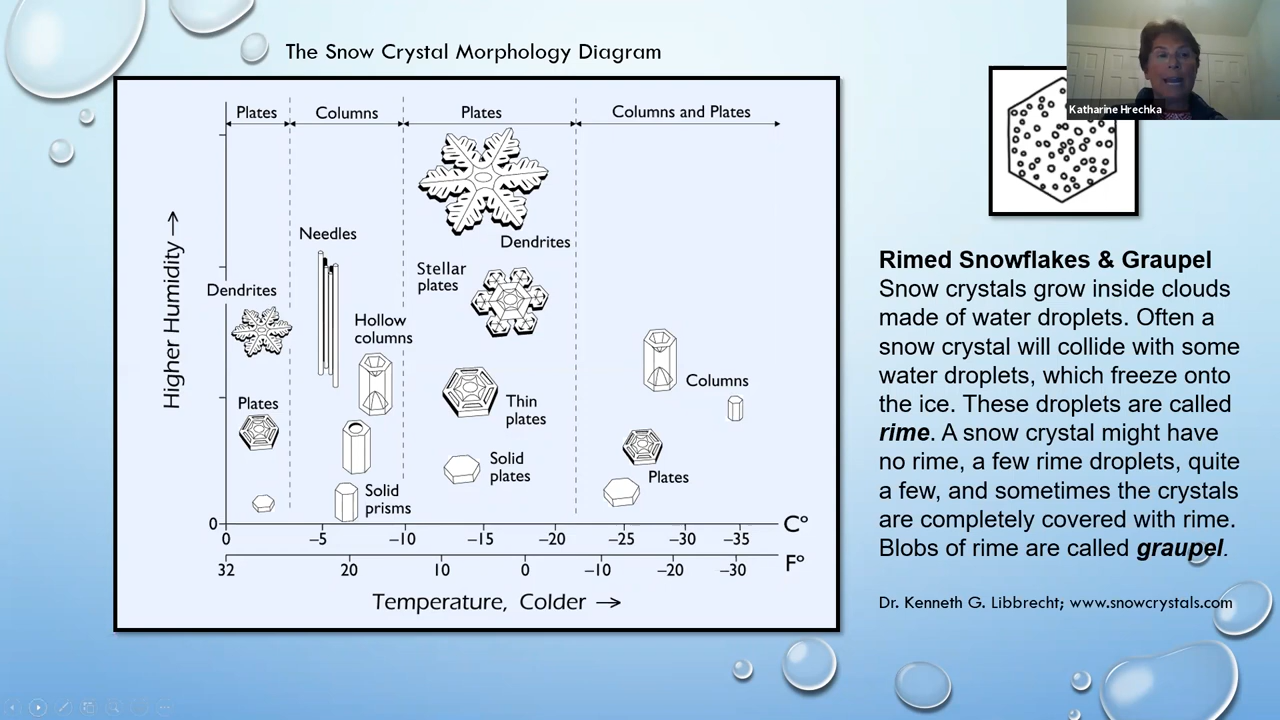 The Snow Crystal Morphology Diagram
Katharine Hrechka
Plates
Columns
Plates
Columns and Plates
Higher Humidity →
Dendrites
Needles
Dendrites
Stellar
plates
Hollow
columns
Columns
Plates
Thin
plates
Solid
plates
Plates
Solid
prisms
0
0 −5 −10 −15 −20 −25 −30 −35 C°
32 20 10 0 −10 −20 −30 F°
Temperature, Colder →
Rimed Snowflakes & Graupel
Snow crystals grow inside clouds
made of water droplets. Often a
snow crystal will collide with some
water droplets, which freeze onto
the ice. These droplets are called
rime. A snow crystal might have
no rime, a few rime droplets, quite
a few, and sometimes the crystals
are completely covered with rime.
Blobs of rime are called graupel.
Dr. Kenneth G. Libbrecht; www.snowcrystals.com